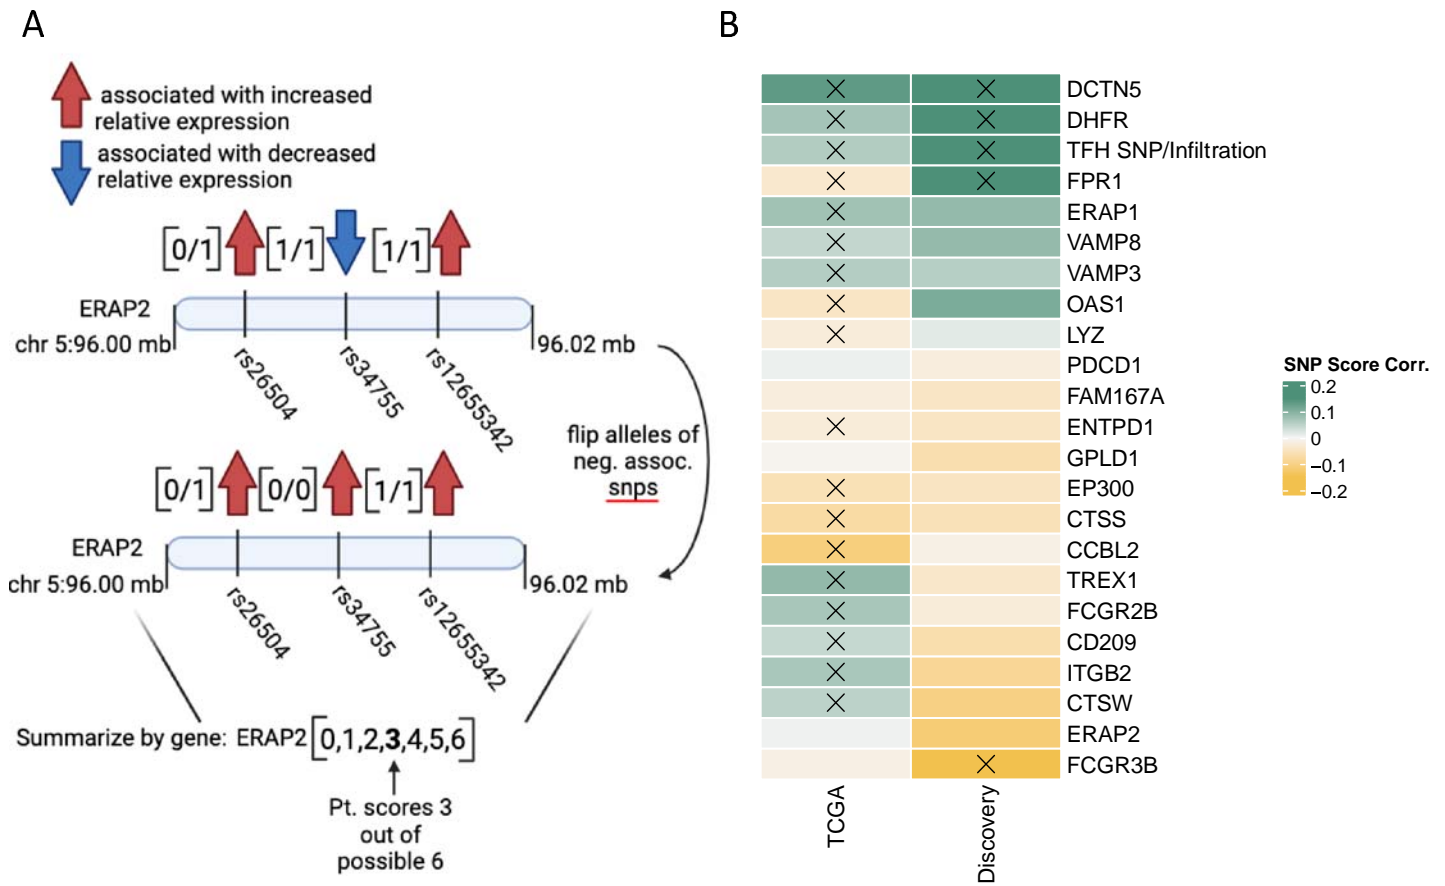 A
associated with increased
relative expression
associated with decreased
relative expression
[0/1] [1/1] [1/1]
ERAP2
chr 5:96.00 mb
96.02 mb
rs26504
rs34755
rs12655342
flip alleles of
neg. assoc.
snps
[0/1] [0/0] [1/1]
ERAP2
chr 5:96.00 mb
96.02 mb
rs26504
rs34755
rs12655342
Summarize by gene: ERAP2 [0,1,2,3,4,5,6]
Pt. scores 3
out of
possible 6
B
DCTN5
DHFR
TFH SNP/Infiltration
FPR1
ERAP1
VAMP8
VAMP3
OAS1
LYZ
PDCD1
FAM167A
ENTPD1
GPLD1
EP300
CTSS
CCBL2
TREX1
FCGR2B
CD209
ITGB2
CTSW
ERAP2
FCGR3B
TCGA
Discovery
SNP Score Corr.
0.2
0.1
0
−0.1
−0.2